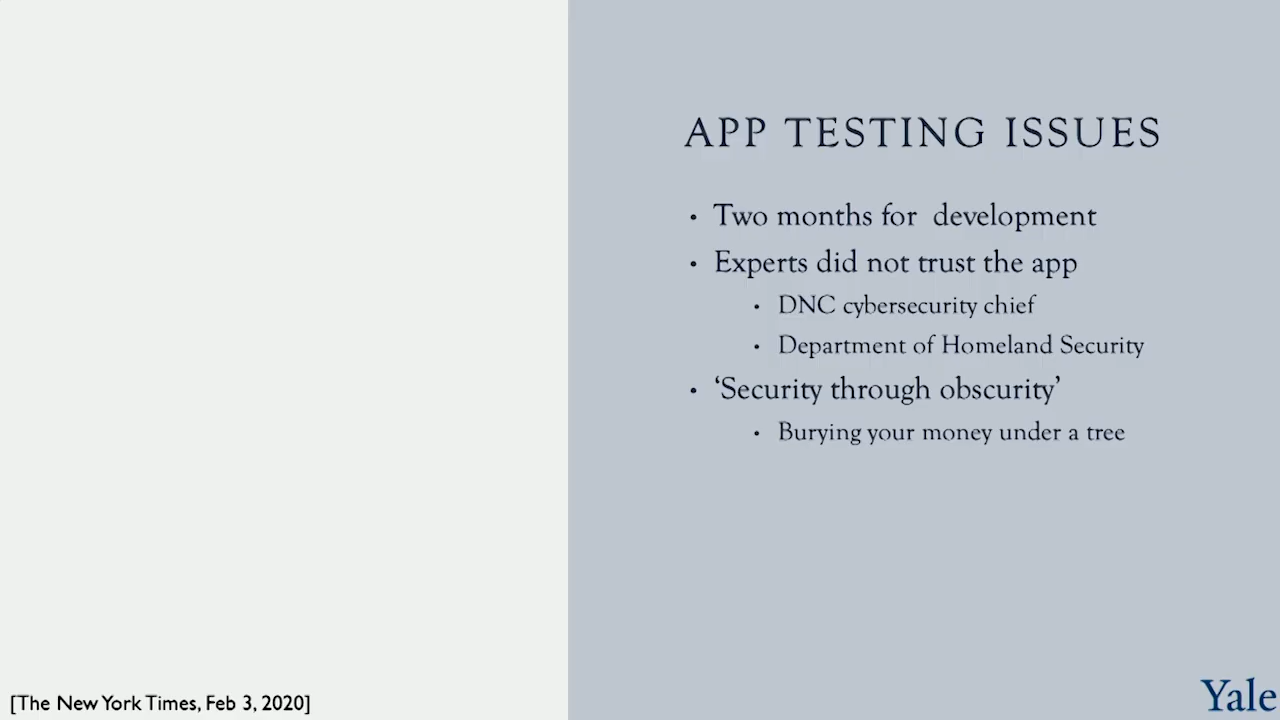 APP TESTING ISSUES
• Two months for development
• Experts did not trust the app
• DNC cybersecurity chief
• Department of Homeland Security
• ‘Security through obscurity’
• Burying your money under a tree
[The New York Times, Feb 3, 2020]
Yale